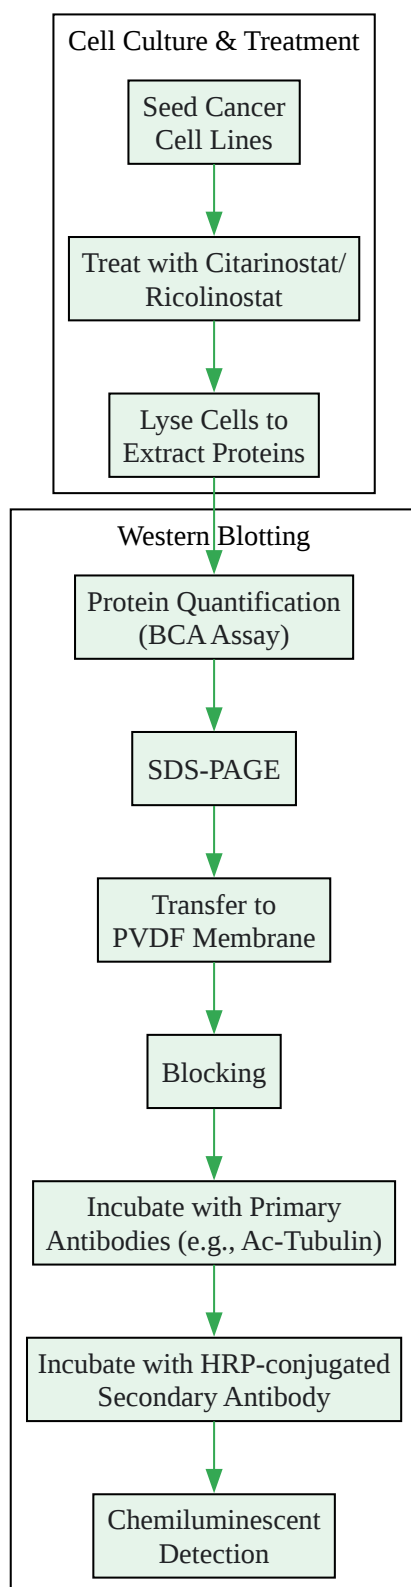 Cell Culture & Treatment
Seed Cancer
Cell Lines
Treat with Citarinostat/
Ricolinostat
Lyse Cells to
Extract Proteins
Western Blotting
Protein Quantification
(BCA Assay)
SDS-PAGE
Transfer to
PVDF Membrane
Blocking
Incubate with Primary
Antibodies (e.g., Ac-Tubulin)
Incubate with HRP-conjugated
Secondary Antibody
Chemiluminescent
Detection